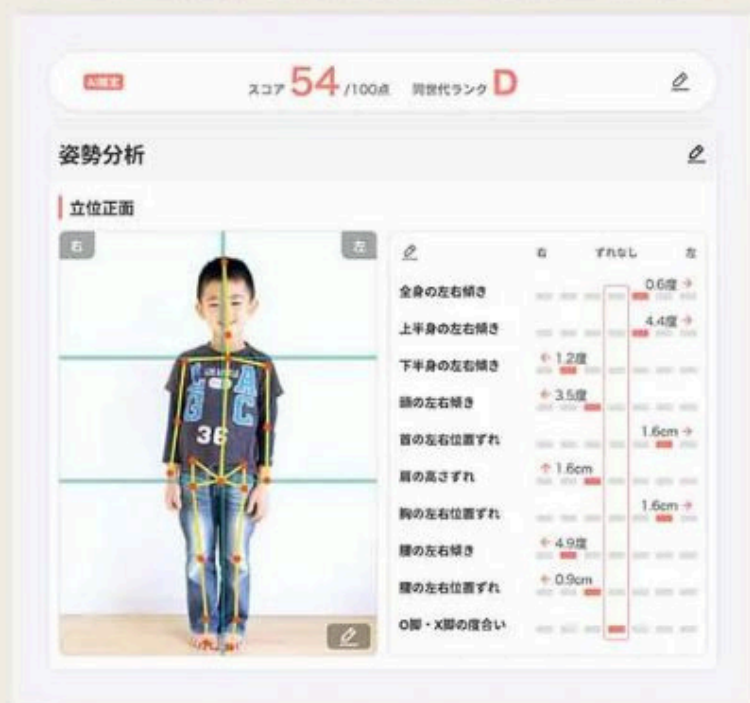 AI測定
スコア 54 /100点 同世代ランク D
姿勢分析
立位正面
右 左
右 ずれなし 左
全身の左右傾き 0.6度 →
上半身の左右傾き 4.4度 →
下半身の左右傾き ← 1.2度
頭の左右傾き ← 3.5度
首の左右位置ずれ 1.6cm →
肩の高さずれ ↑ 1.6cm
胸の左右位置ずれ 1.6cm →
腰の左右傾き ← 4.9度
腰の左右位置ずれ ← 0.9cm
O脚・X脚の度合い
36